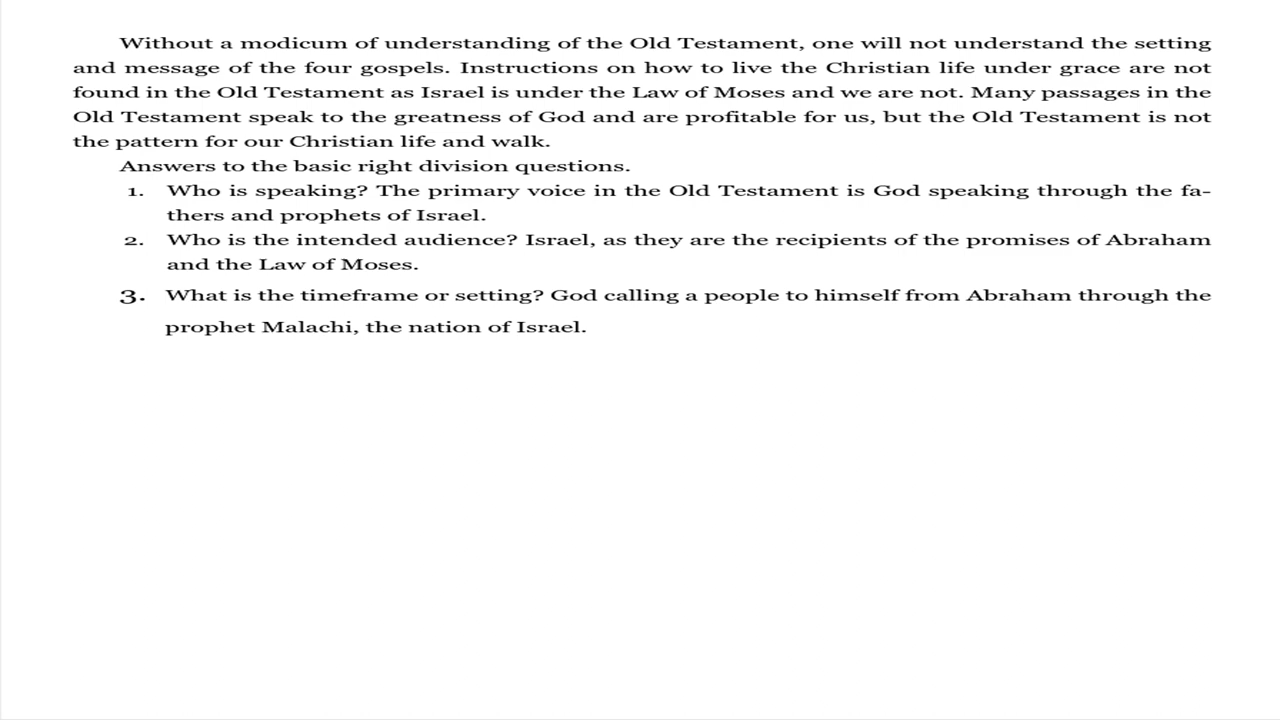 Without a modicum of understanding of the Old Testament, one will not understand the setting
and message of the four gospels. Instructions on how to live the Christian life under grace are not
found in the Old Testament as Israel is under the Law of Moses and we are not. Many passages in the
Old Testament speak to the greatness of God and are profitable for us, but the Old Testament is not
the pattern for our Christian life and walk.
Answers to the basic right division questions.
1. Who is speaking? The primary voice in the Old Testament is God speaking through the fa-
thers and prophets of Israel.
2. Who is the intended audience? Israel, as they are the recipients of the promises of Abraham
and the Law of Moses.
3. What is the timeframe or setting? God calling a people to himself from Abraham through the
prophet Malachi, the nation of Israel.